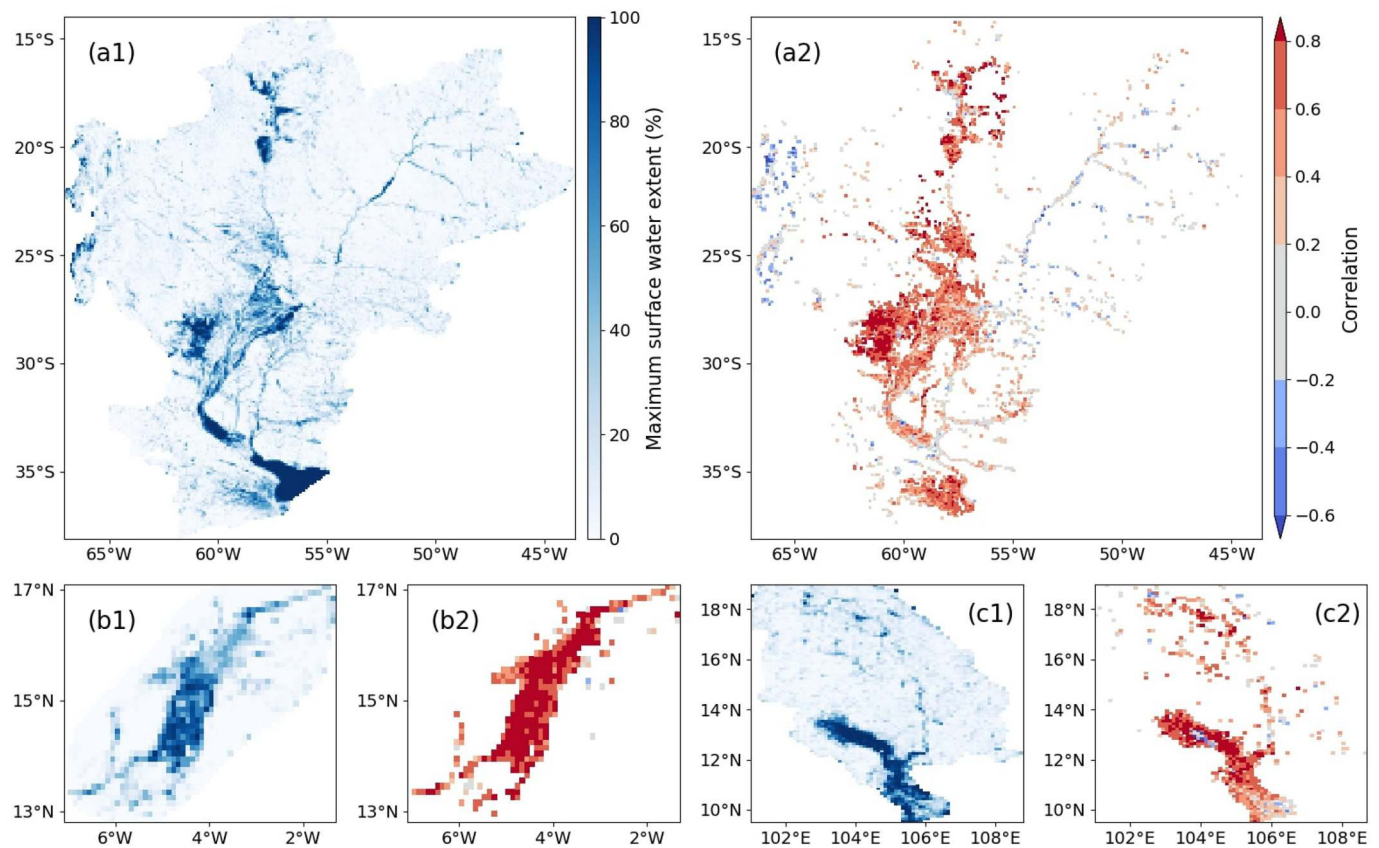 (a1)
15°S
20°S
25°S
30°S
35°S
65°W
60°W
55°W
50°W
45°W
100
80
60
40
20
0
Maximum surface water extent (%)
(a2)
15°S
20°S
25°S
30°S
35°S
65°W
60°W
55°W
50°W
45°W
0.8
0.6
0.4
0.2
0.0
−0.2
−0.4
−0.6
Correlation
(b1)
17°N
15°N
13°N
6°W
4°W
2°W
(b2)
17°N
15°N
13°N
6°W
4°W
2°W
(c1)
18°N
16°N
14°N
12°N
10°N
102°E
104°E
106°E
108°E
(c2)
18°N
16°N
14°N
12°N
10°N
102°E
104°E
106°E
108°E